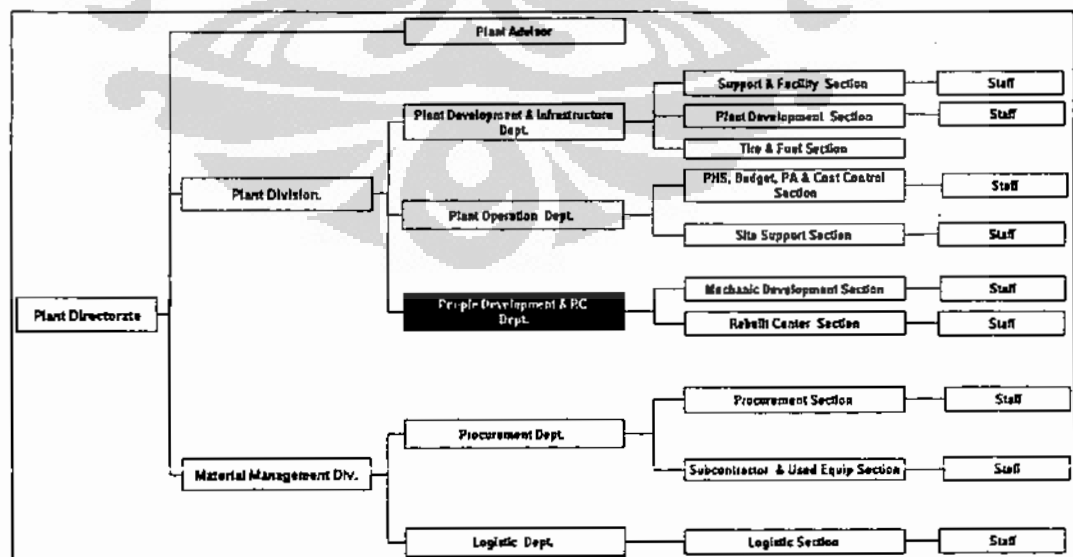 Plant Advisor
Support & Facility Section
Staff
Plant Development & Infrastructure
Dept.
Plant Development Section
Staff
Tire & Fuel Section
PHS, Budget, PA & Cost Control
Section
Staff
Plant Division.
Plant Operation Dept.
Site Support Section
Staff
Mechanic Development Section
Staff
People Development & RC
Dept.
Plant Directorate
Rebuilt Center Section
Staff
Procurement Section
Staff
Procurement Dept.
Material Management Div.
Subcontractor & Used Equip Section
Staff
Logistic Dept.
Logistic Section
Staff